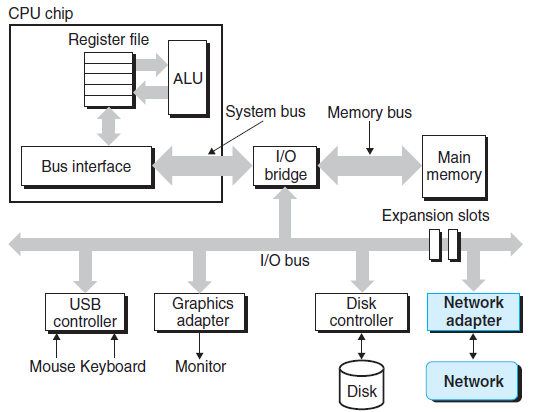 CPU chip
Register file
ALU
System bus
Memory bus
Bus interface
I/O
bridge
Main
memory
Expansion slots
I/O bus
USB
controller
Graphics
adapter
Disk
controller
Network
adapter
Mouse Keyboard
Monitor
Disk
Network